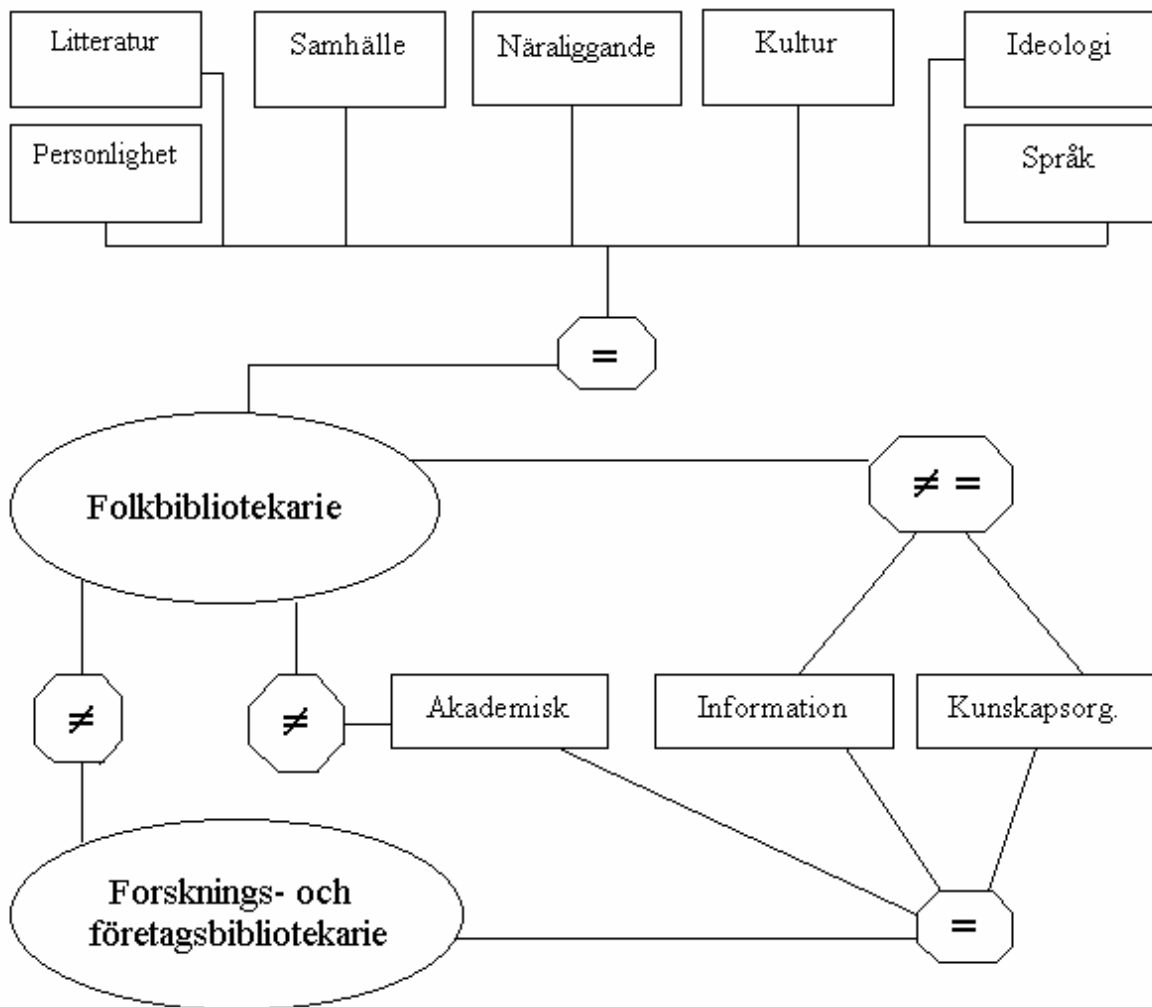 Litteratur
Samhälle
Näraliggande
Kultur
Ideologi
Personlighet
Språk
=
Folkbibliotekarie
≠ =
≠
≠
Akademisk
Information
Kunskapsorg.
Forsknings- och
företagsbibliotekarie
=